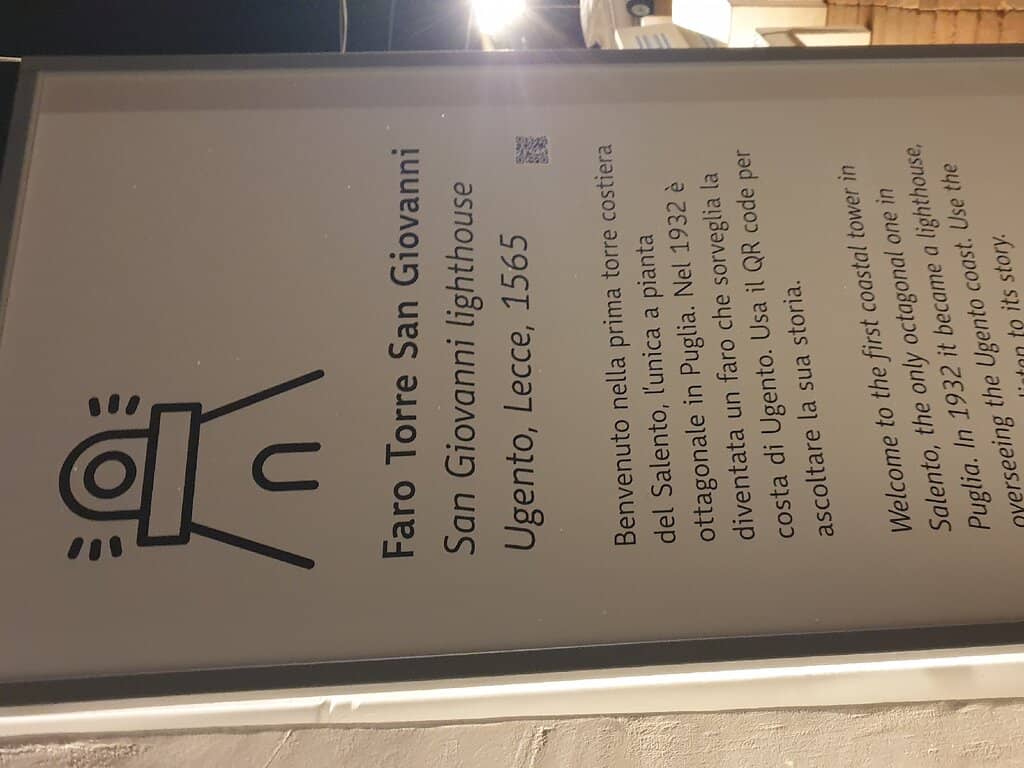 Faro Torre San Giovanni
San Giovanni lighthouse
Ugento, Lecce, 1565
Benvenuto nella prima torre costiera
del Salento, l'unica a pianta
ottagonale in Puglia. Nel 1932 è
diventata un faro che sorveglia la
costa di Ugento. Usa il QR code per
ascoltare la sua storia.
Welcome to the first coastal tower in
Salento, the only octagonal one in
Puglia. In 1932 it became a lighthouse,
overseeing the Ugento coast. Use the
to its story.